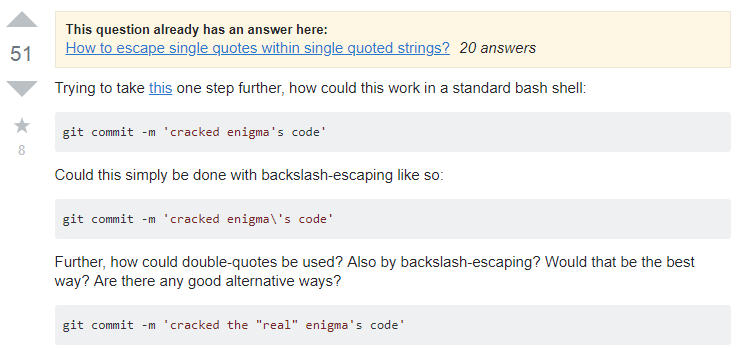 This question already has an answer here:
51
How to escape single quotes within single quoted strings? 20 answers
Trying to take this one step further, how could this work in a standard bash shell:
8
git commit -m 'cracked enigma's code'
Could this simply be done with backslash-escaping like so:
git commit -m 'cracked enigma\'s code'
Further, how could double-quotes be used? Also by backslash-escaping? Would that be the best
way? Are there any good alternative ways?
git commit -m 'cracked the "real" enigma's code'